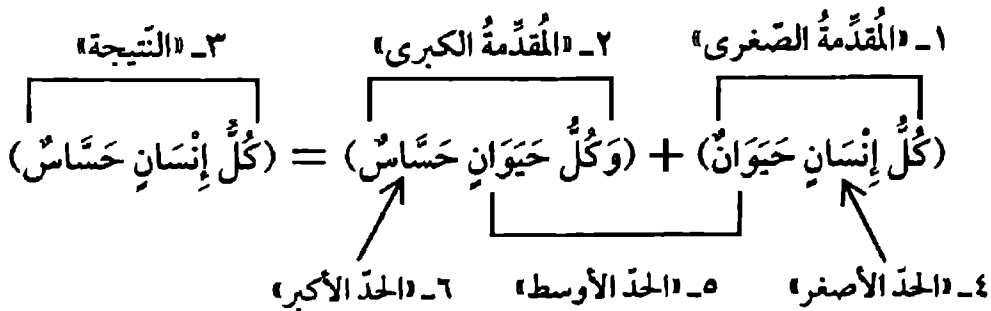 ١ـ «المُقدِّمةُ الصّغرى» ٢ـ «المُقدِّمةُ الكبرى» ٣ـ «النّتيجة»
(كُلُّ إِنْسَانٍ حَيَوَانٌ) + (وَكُلُّ حَيَوَانٍ حَسَّاسٌ) = (كُلُّ إِنْسَانٍ حَسَّاسٌ)
٤ـ «الحدّ الأصغر» ٥ـ «الحدّ الأوسط» ٦ـ «الحدّ الأكبر»